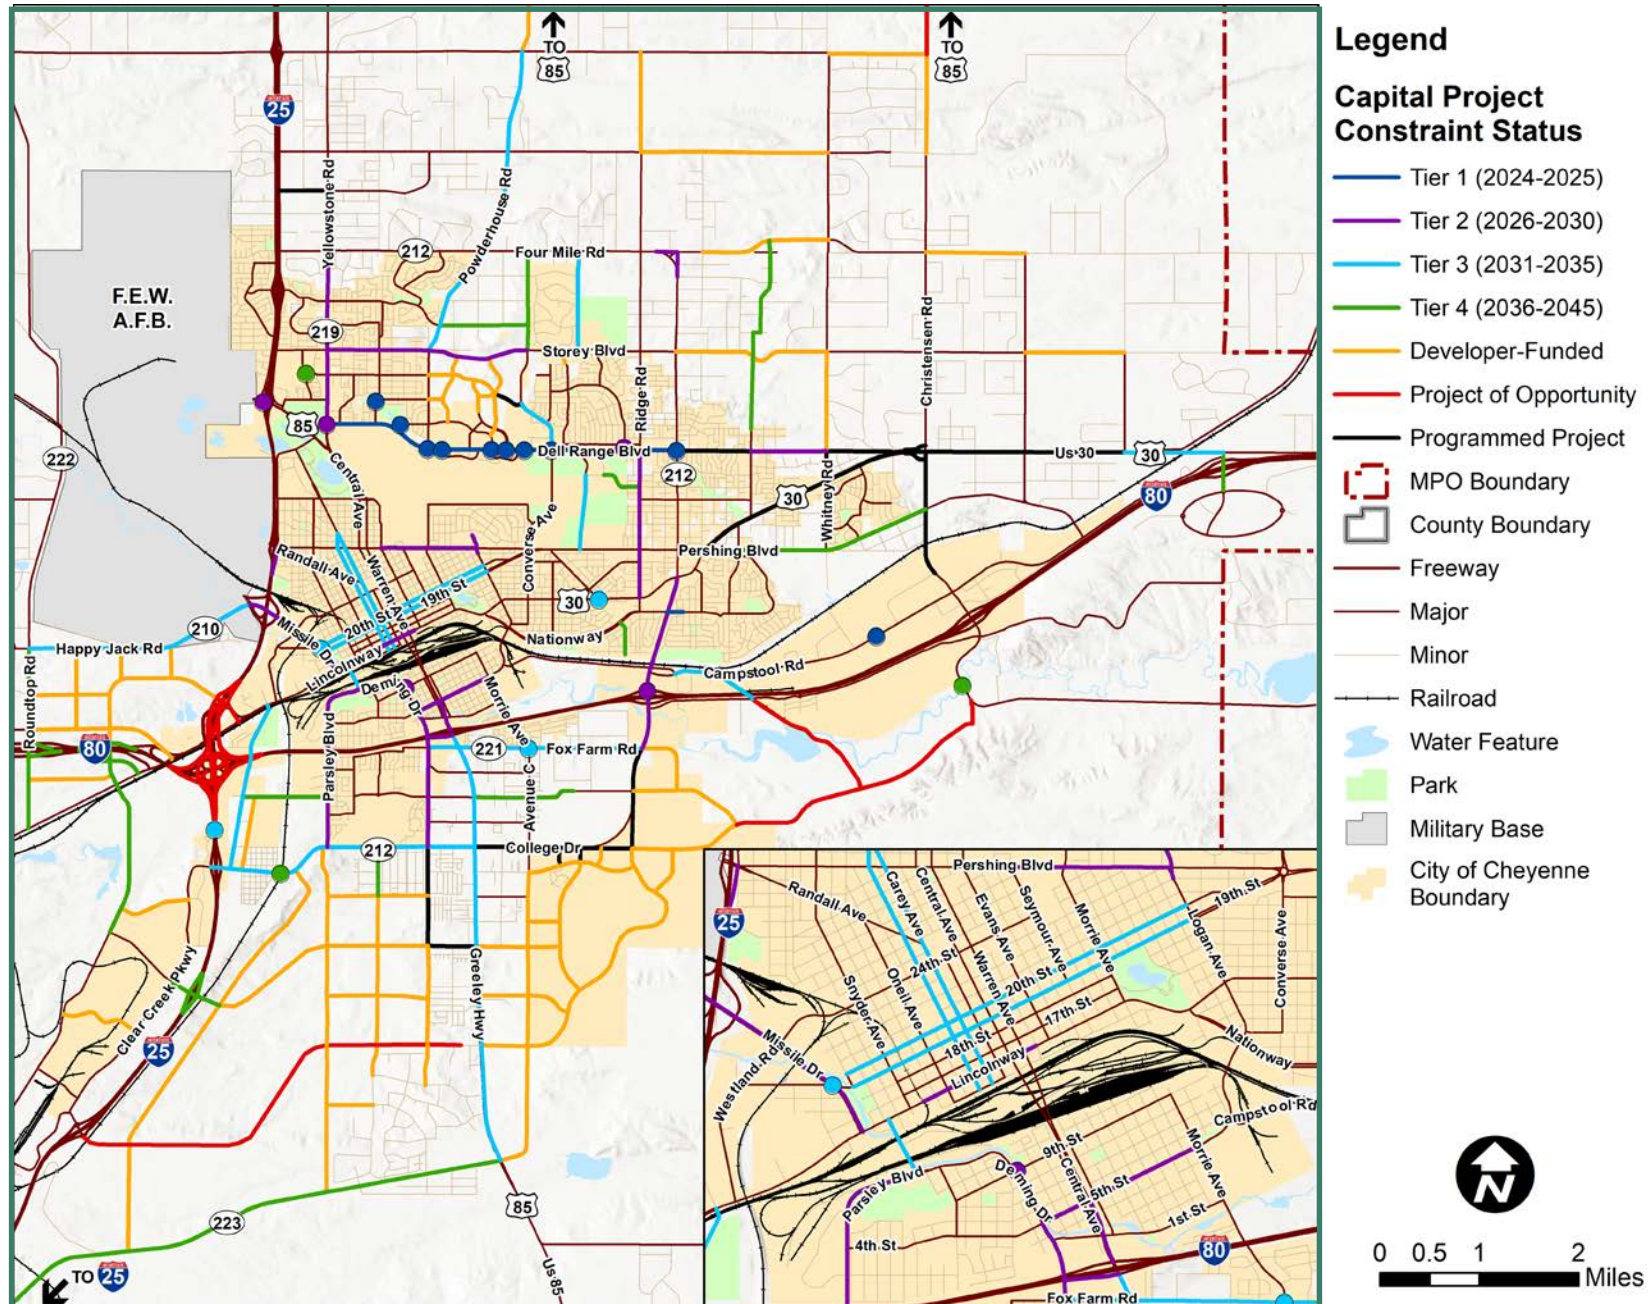 TO
85
TO
85
25
Yellowstone Rd
Powderhouse Rd
212
Four Mile Rd
F.E.W.
A.F.B.
219
Storey Blvd
Ridge Rd
Christensen Rd
85
222
Central Ave
Dell Range Blvd
212
Us 30
30
30
Whitney Rd
80
Converse Ave
Pershing Blvd
Randall Ave
Warren Ave
19th St
20th St
30
210
Missile Dr
Nationway
Happy Jack Rd
Lincolnway
Campstool Rd
Roundtop Rd
Deming Dr
Morrie Ave
Parsley Blvd
80
221
Fox Farm Rd
Avenue C
212
College Dr
Greeley Hwy
Clear Creek Pkwy
25
223
85
Us 85
TO
25
Pershing Blvd
Randall Ave
Carey Ave
Central Ave
Evans Ave
Seymour Ave
Morrie Ave
19th St
Logan Ave
Converse Ave
25
24th St
20th St
Warren Ave
Snyder Ave
Oneil Ave
17th St
18th St
Missile Dr
Westland Rd
Lincolnway
Nationway
Campstool Rd
9th St
Deming Dr
Central Ave
5th St
Morrie Ave
Parsley Blvd
1st St
4th St
80
Fox Farm Rd
Legend
Capital Project
Constraint Status
Tier 1 (2024-2025)
Tier 2 (2026-2030)
Tier 3 (2031-2035)
Tier 4 (2036-2045)
Developer-Funded
Project of Opportunity
Programmed Project
MPO Boundary
County Boundary
Freeway
Major
Minor
Railroad
Water Feature
Park
Military Base
City of Cheyenne
Boundary
N
0 0.5 1 2
Miles